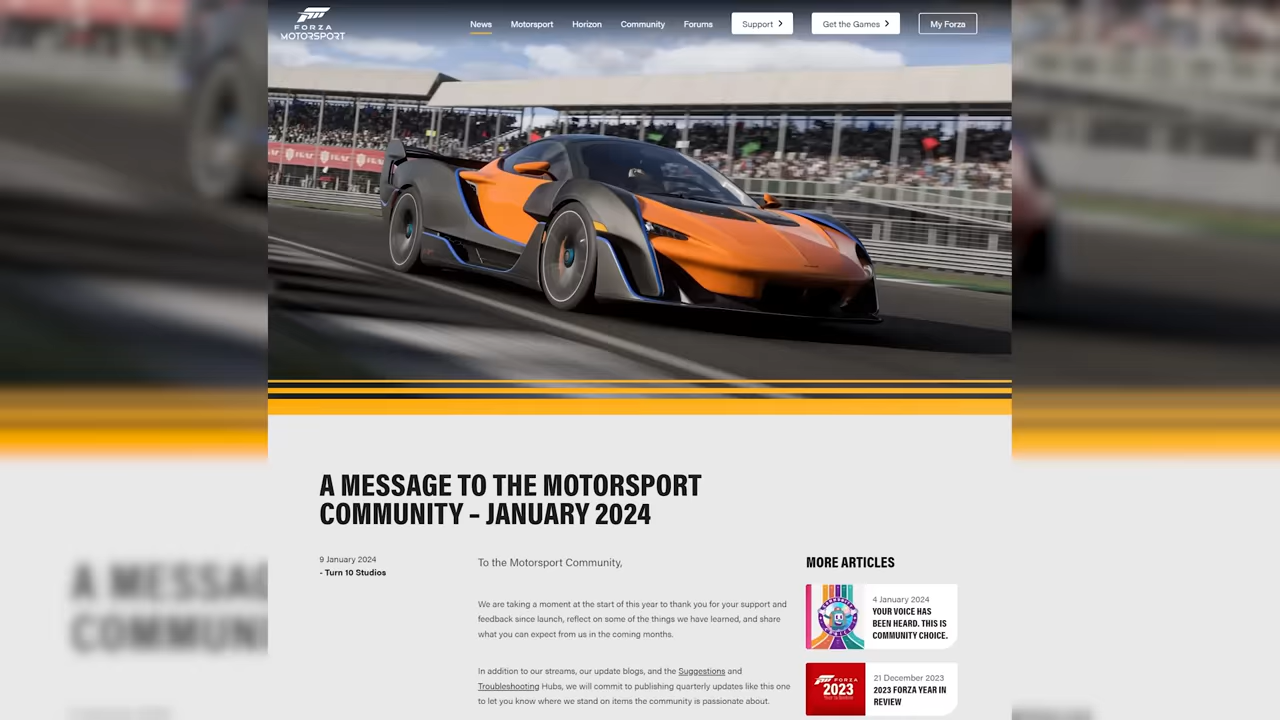 FORZA
MOTORSPORT
News
Motorsport
Horizon
Community
Forums
Support
Get the Games
My Forza
A MESSAGE TO THE MOTORSPORT
COMMUNITY – JANUARY 2024
9 January 2024
- Turn 10 Studios
To the Motorsport Community,
We are taking a moment at the start of this year to thank you for your support and
feedback since launch, reflect on some of the things we have learned, and share
what you can expect from us in the coming months.
In addition to our streams, our update blogs, and the Suggestions and
Troubleshooting Hubs, we will commit to publishing quarterly updates like this one
to let you know where we stand on items the community is passionate about.
MORE ARTICLES
4 January 2024
YOUR VOICE HAS
BEEN HEARD. THIS IS
COMMUNITY CHOICE.
FORZA
2023
21 December 2023
2023 FORZA YEAR IN
REVIEW
A MESSAG
COMMUNI